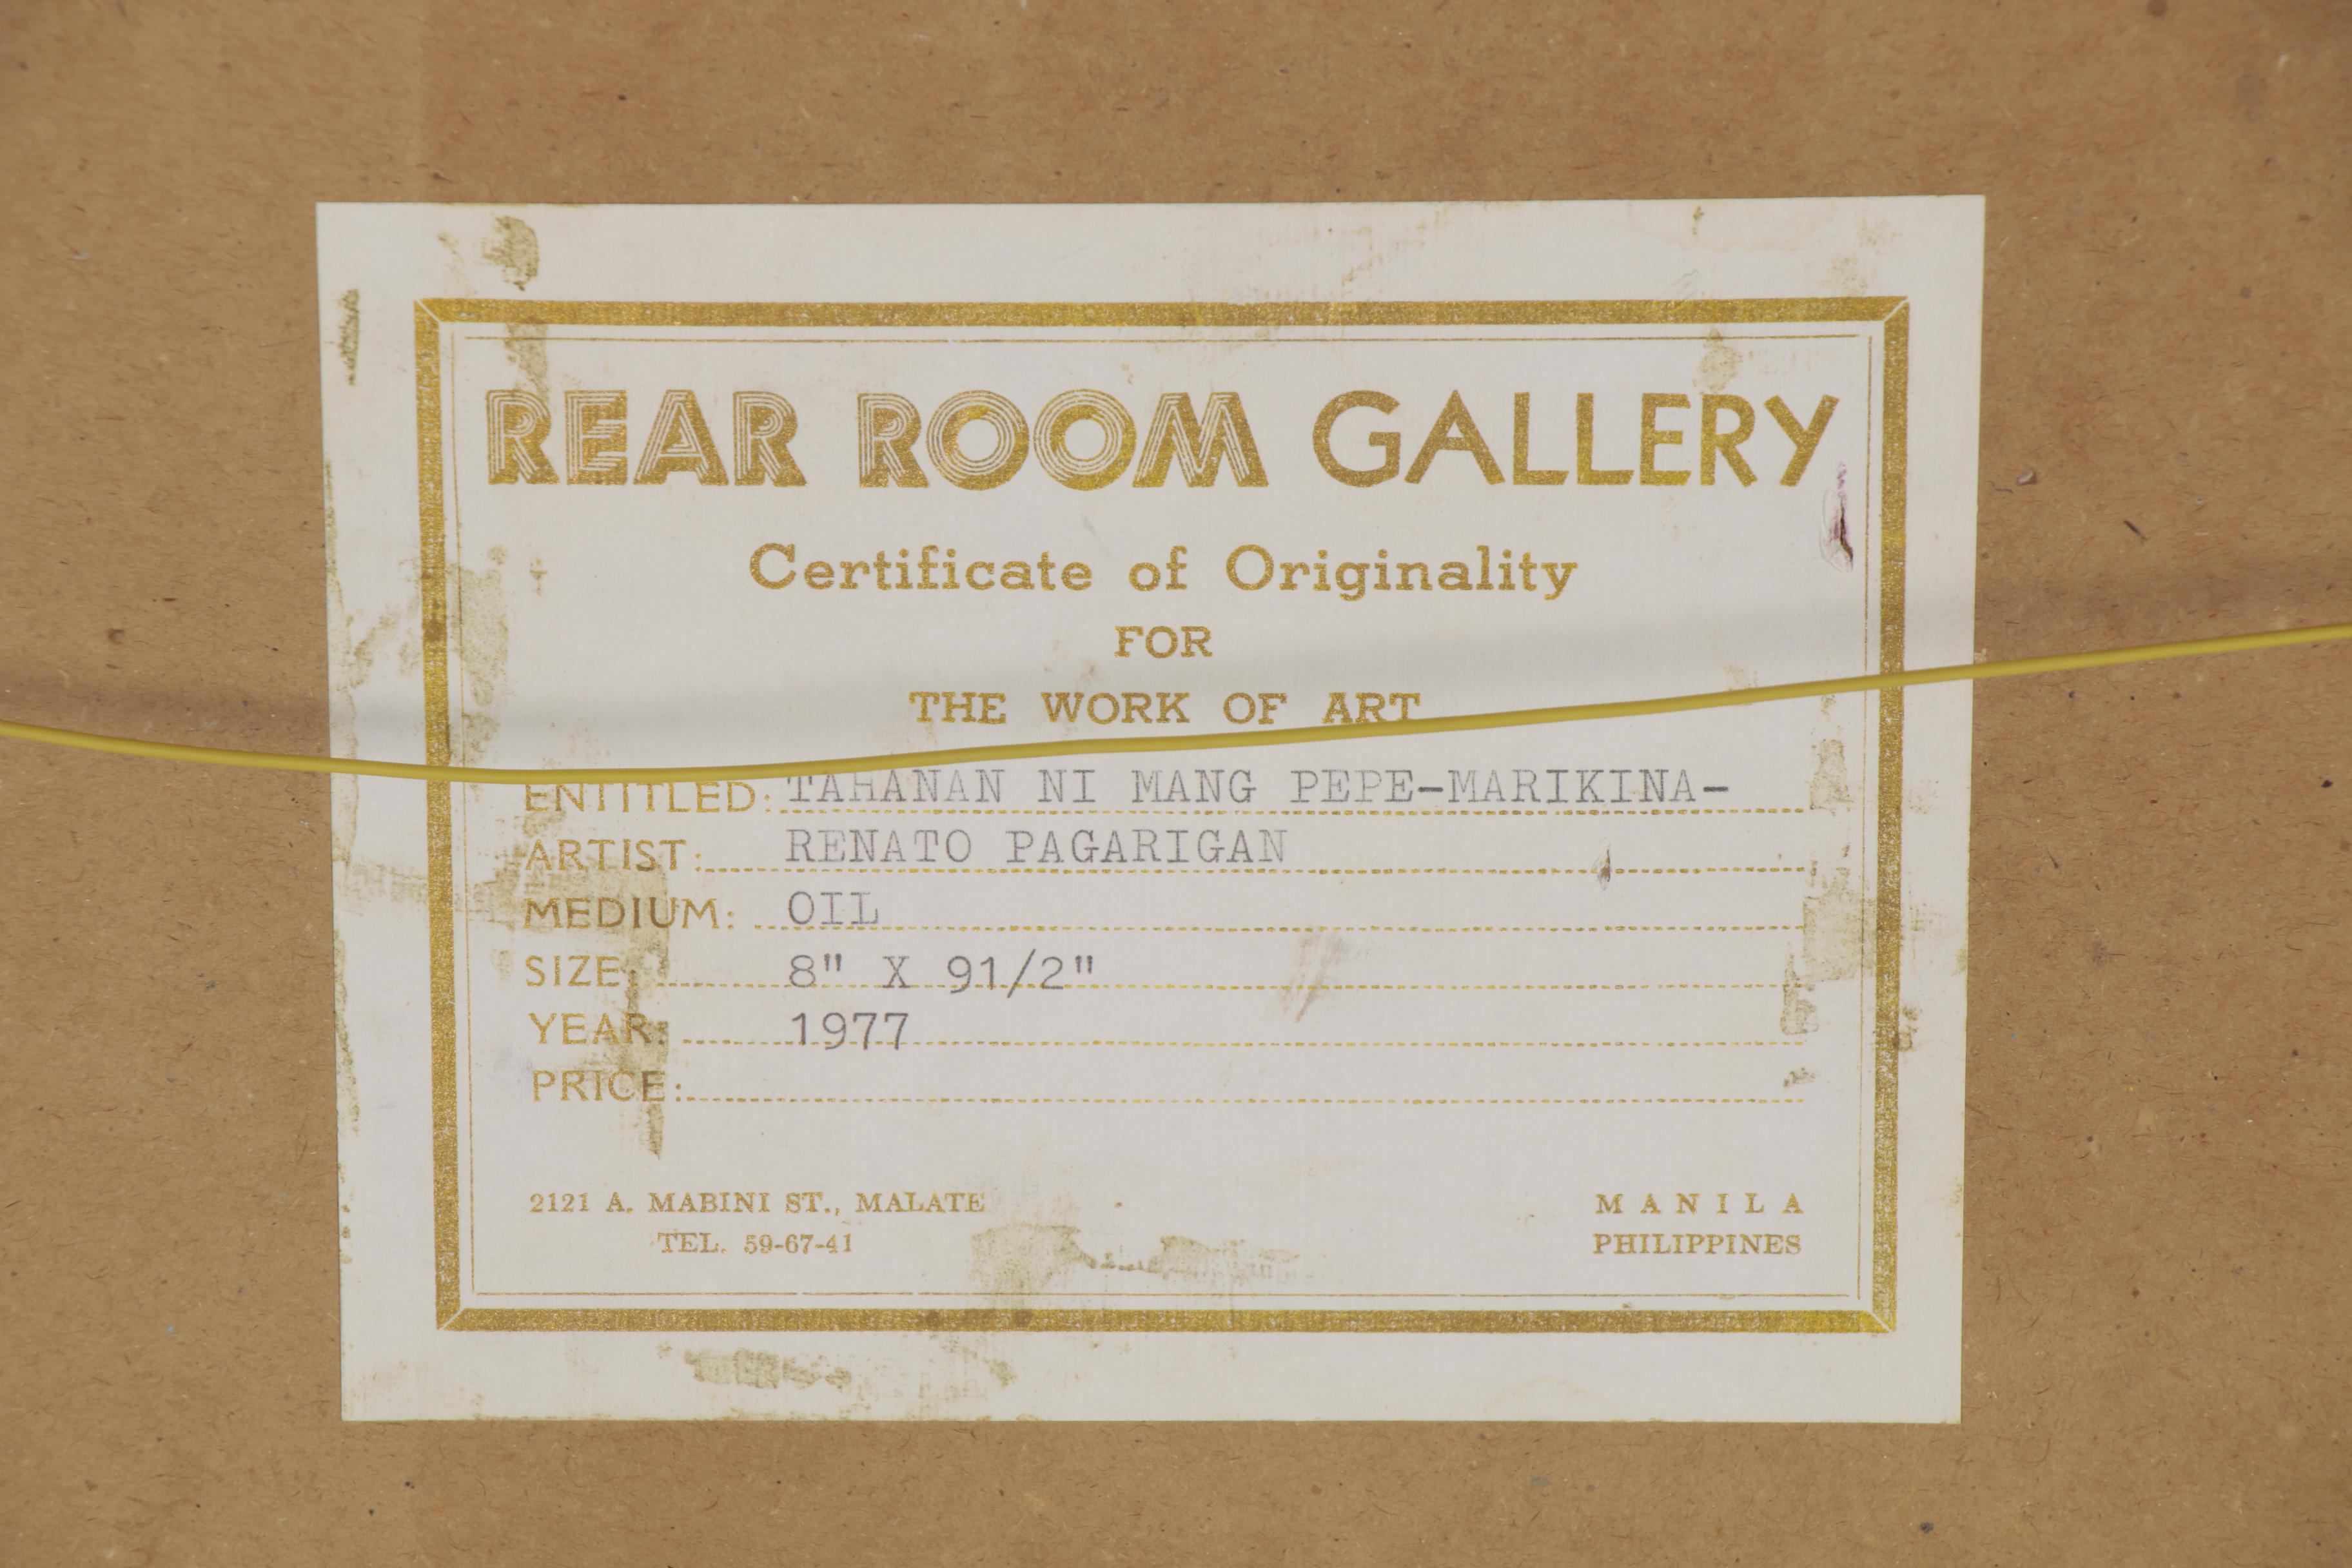 REAR ROOM GALLERY
Certificate of Originality
FOR
THE WORK OF ART
ENTITLED: TAHANAN NI MANG PEPE-MARIKINA-
ARTIST: RENATO PAGARIGAN
MEDIUM: OIL
SIZE: 8" X 91/2"
YEAR: 1977
PRICE:
2121 A. MABINI ST., MALATE
TEL. 59-67-41
MANILA
PHILIPPINES